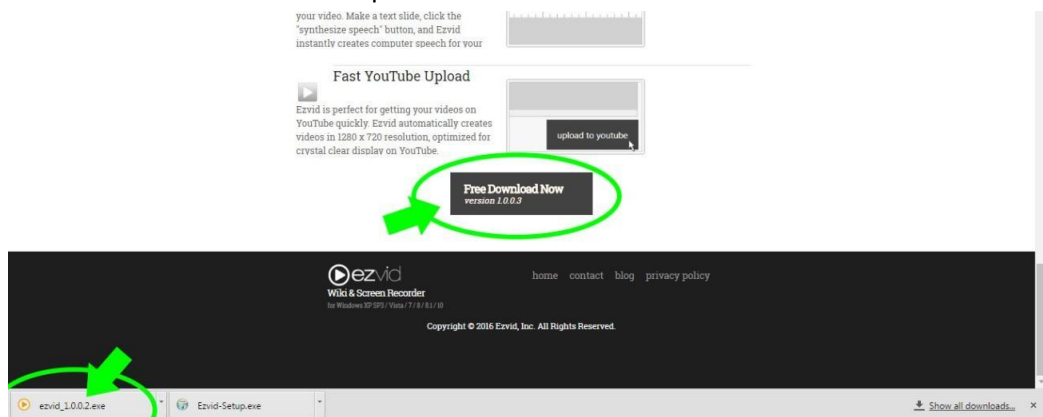 your video. Make a text slide, click the
"synthesize speech" button, and Ezvid
instantly creates computer speech for your
Fast YouTube Upload
Ezvid is perfect for getting your videos on
YouTube quickly. Ezvid automatically creates
videos in 1280 x 720 resolution, optimized for
crystal clear display on YouTube.
upload to youtube
Free Download Now
version 1.0.0.3
ezvid
home contact blog privacy policy
Wiki & Screen Recorder
for Windows XP SP3 / Vista / 7 / 8 / 8.1 / 10
Copyright © 2016 Ezvid, Inc. All Rights Reserved.
ezvid_1.0.0.2.exe
Ezvid-Setup.exe
Show all downloads...